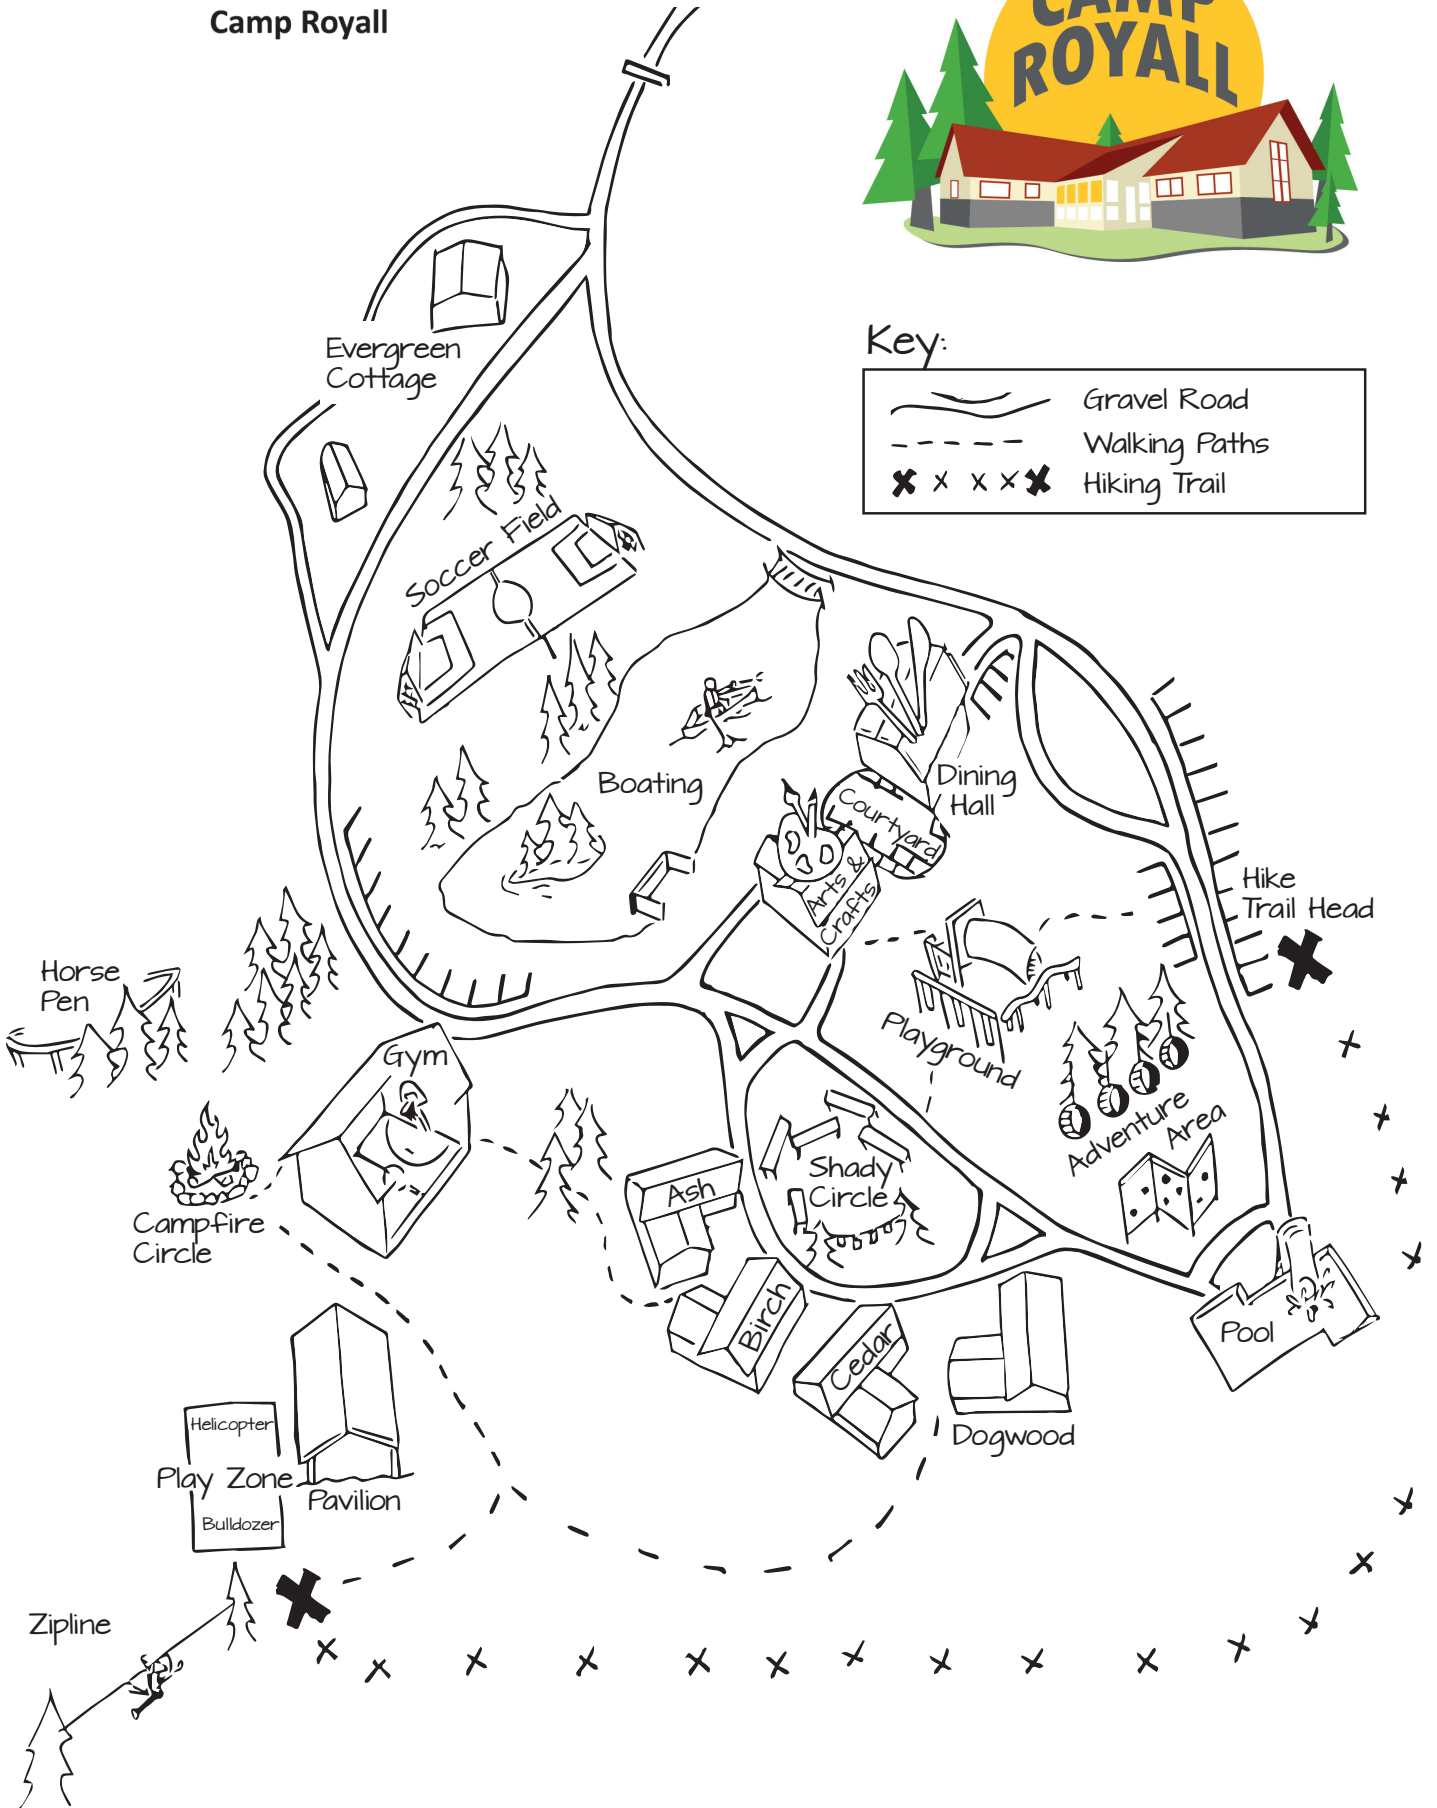 Camp Royall
CAMP
ROYALL
Key:
Gravel Road
Walking Paths
Hiking Trail
Evergreen
Cottage
Soccer Field
Boating
Dining
Hall
Courtyard
Arts &
Crafts
Hike
Trail Head
Horse
Pen
Playground
Gym
Adventure
Area
Campfire
Circle
Ash
Shady
Circle
Birch
Cedar
Pool
Dogwood
Helicopter
Play Zone
Bulldozer
Pavilion
Zipline